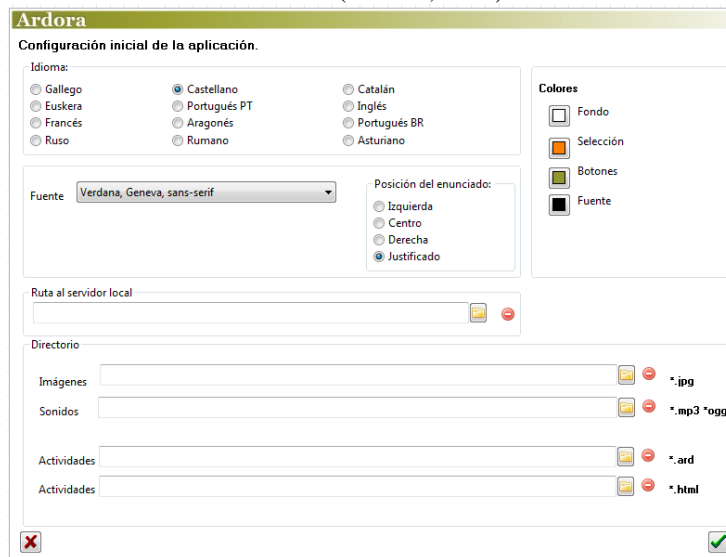 Ardora
Configuración inicial de la aplicación.
Idioma:
Gallego
Castellano
Catalán
Euskera
Portugués PT
Inglés
Francés
Aragonés
Portugués BR
Ruso
Rumano
Asturiano
Colores
Fondo
Selección
Botones
Fuente
Fuente
Verdana, Geneva, sans-serif
Posición del enunciado:
Izquierda
Centro
Derecha
Justificado
Ruta al servidor local
Directorio
Imágenes
*.jpg
Sonidos
*.mp3 *ogg
Actividades
*.ard
Actividades
*.html